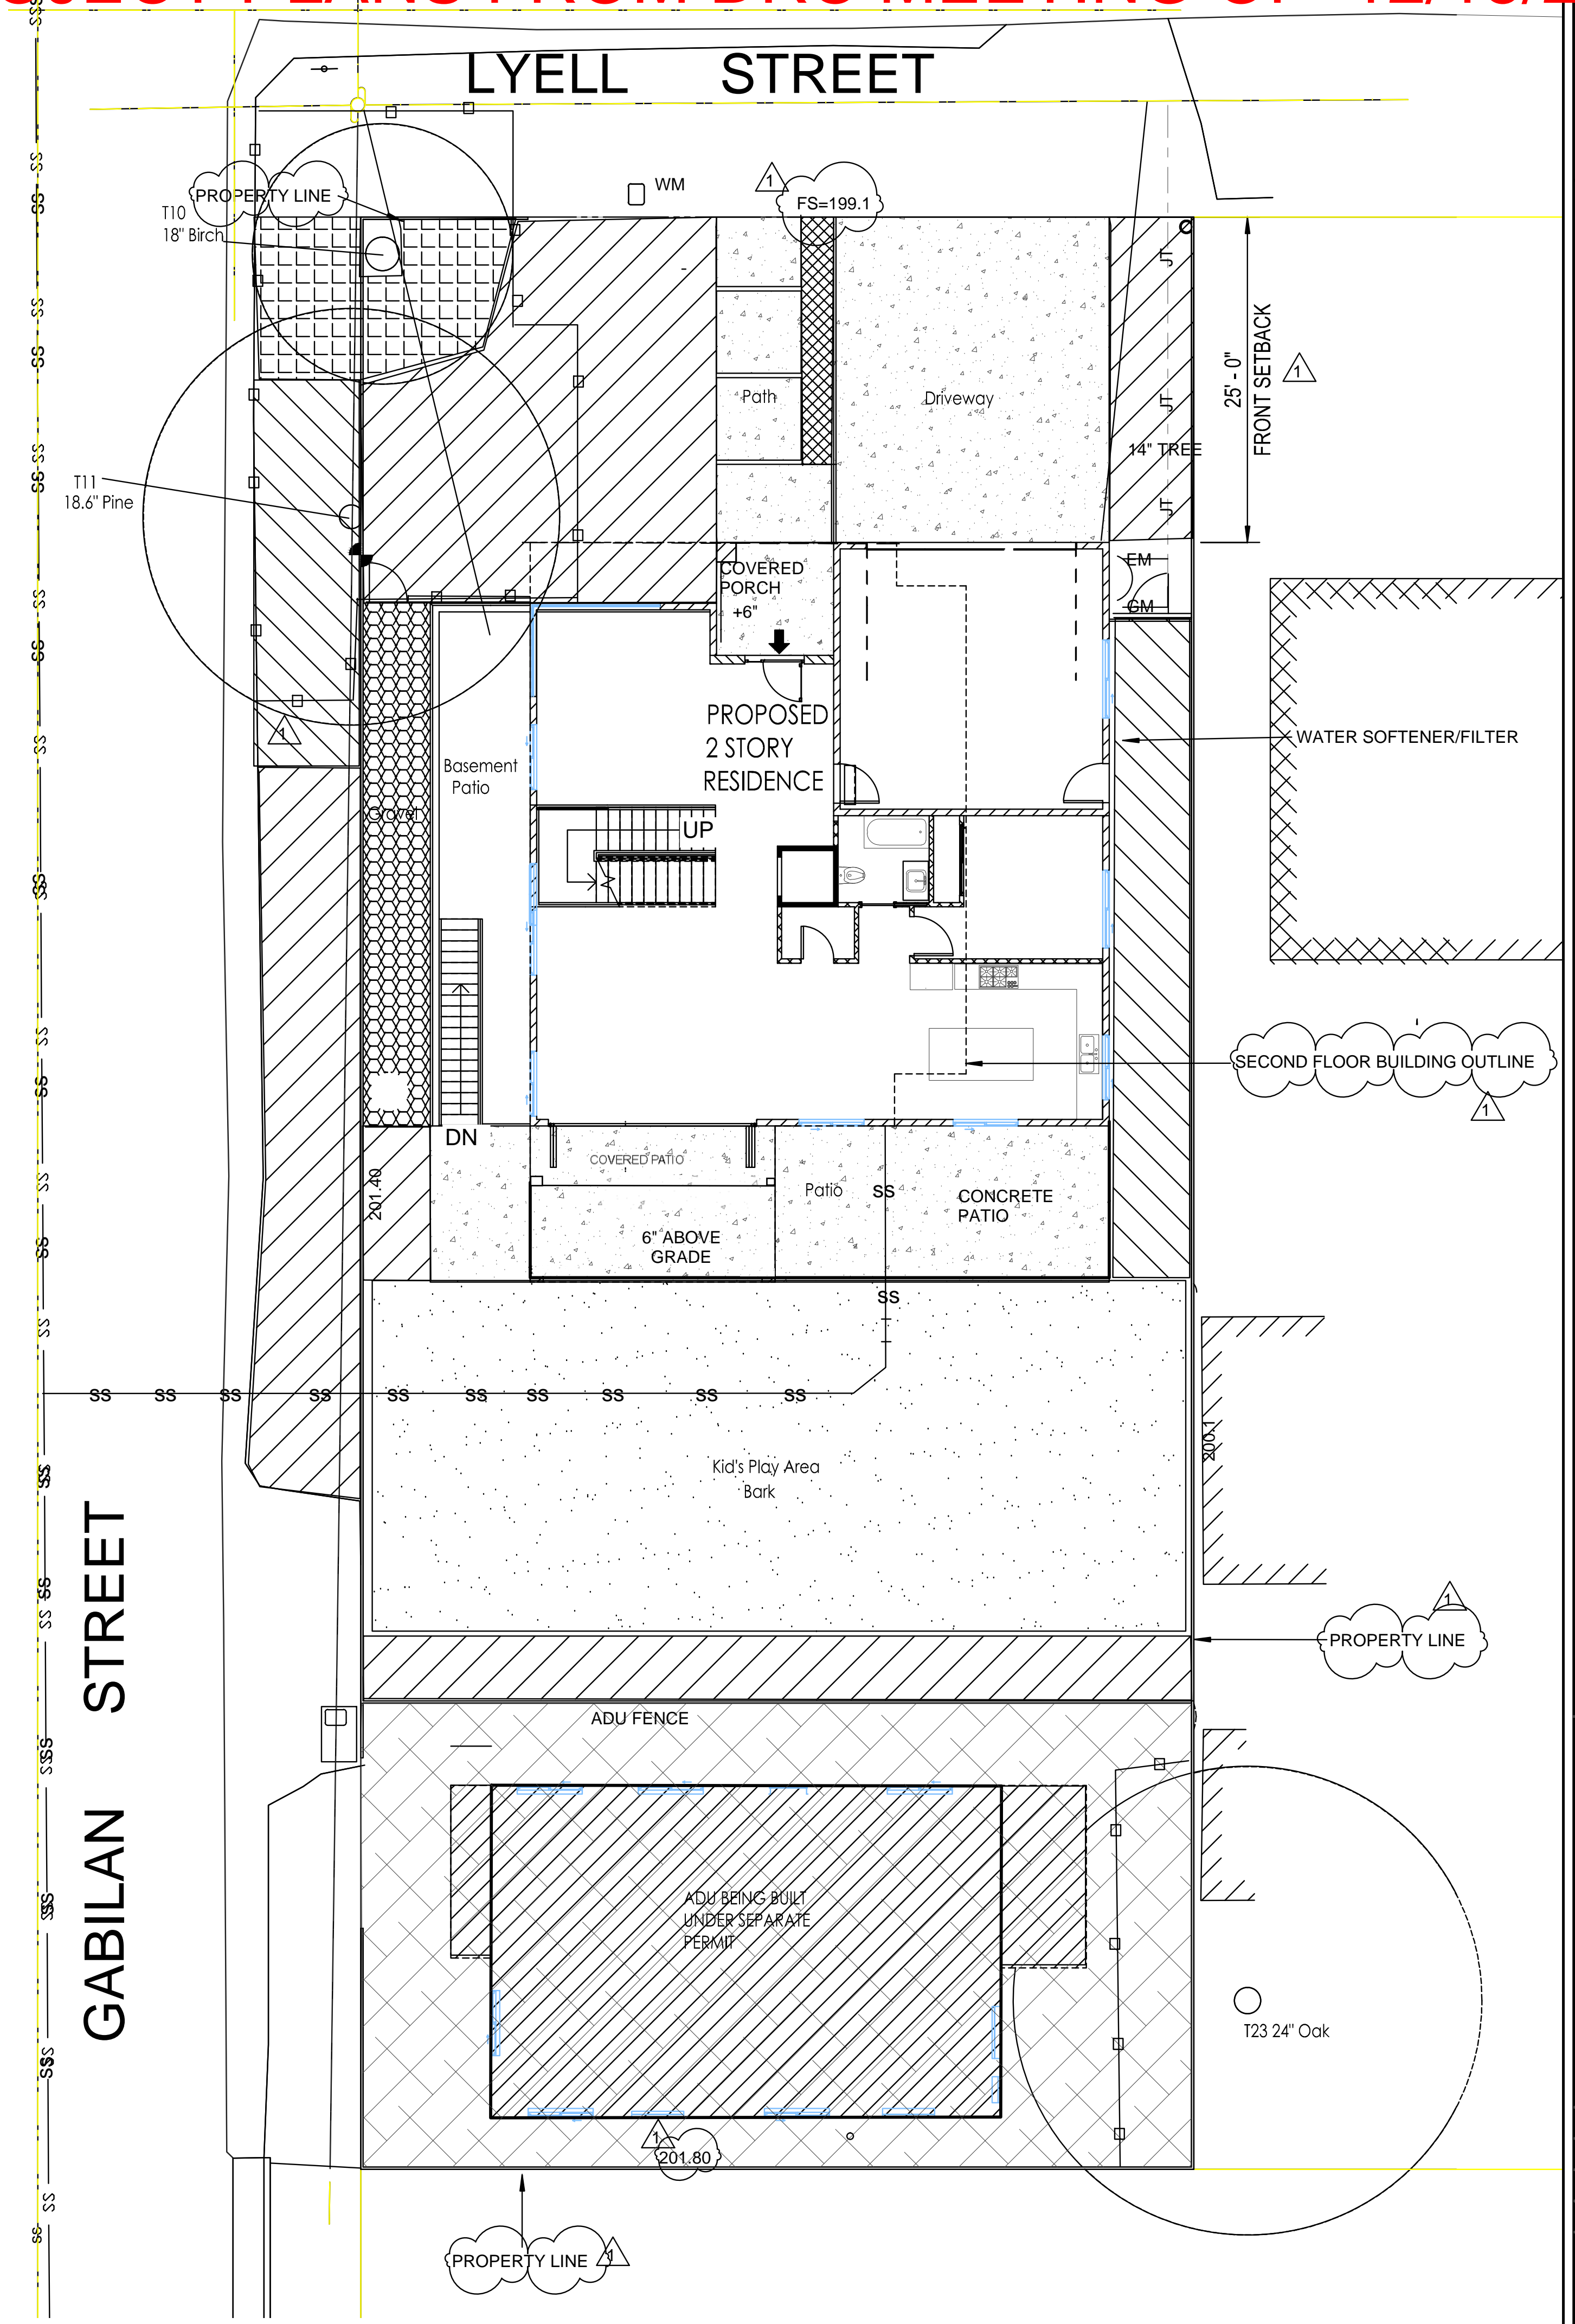 LYELL STREET
PROPERTY LINE
T10
18" Birch
WM
1
FS=199.1
JT
25' - 0"
FRONT SETBACK
1
Path
Driveway
JT
14" TREE
T11
18.6" Pine
JT
COVERED
PORCH
+6"
EM
GM
1
PROPOSED
2 STORY
RESIDENCE
WATER SOFTENER/FILTER
Basement
Patio
Gravel
UP
SECOND FLOOR BUILDING OUTLINE
1
DN
COVERED PATIO
201.40
Patio
SS
CONCRETE
PATIO
6" ABOVE
GRADE
SS
SS SS SS SS SS SS SS SS SS SS
200.1
Kid's Play Area
Bark
GABILAN STREET
1
PROPERTY LINE
ADU FENCE
ADU BEING BUILT
UNDER SEPARATE
PERMIT
T23 24" Oak
1
201.80
PROPERTY LINE
1